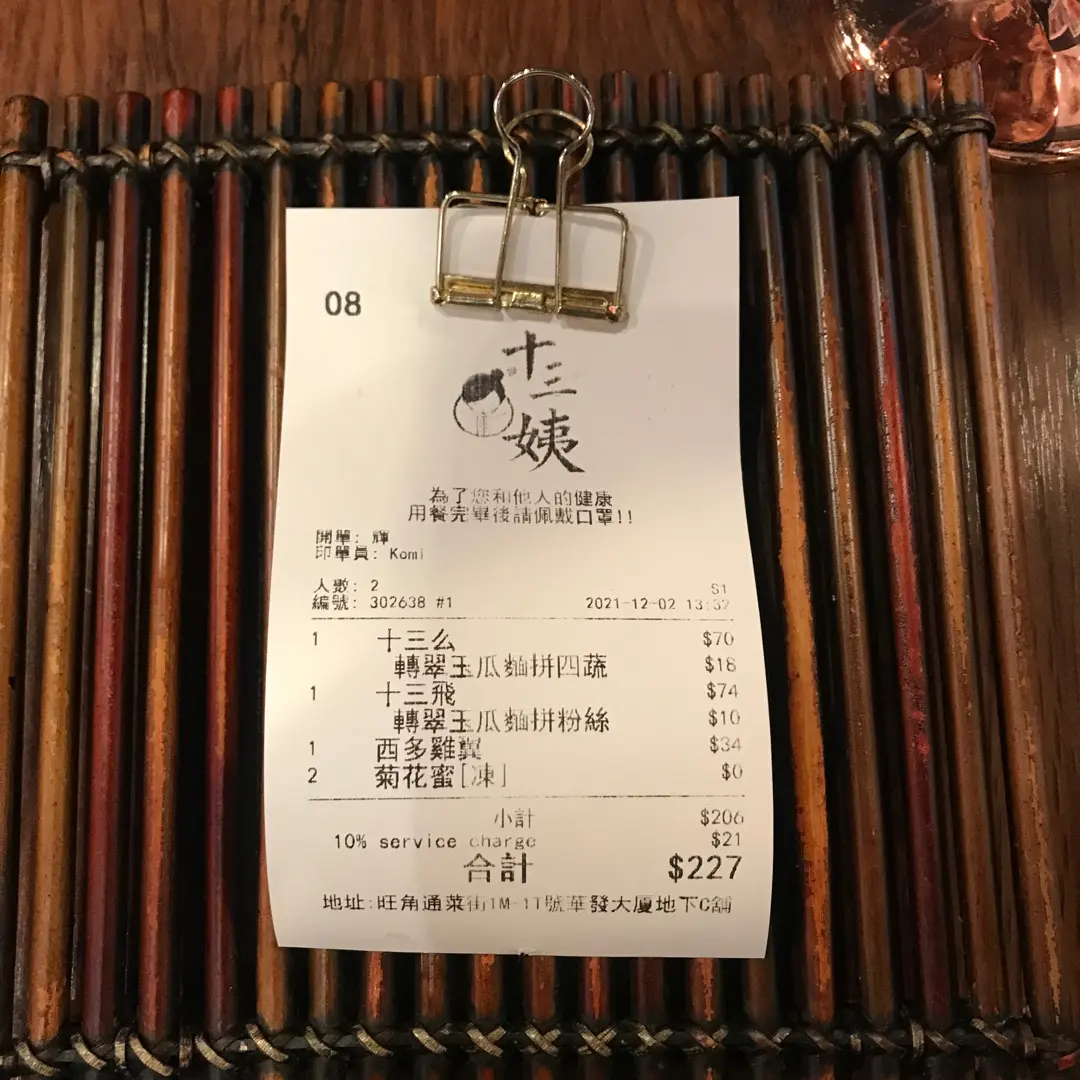 08
十三姨
為了您和他人的健康
用餐完畢後請佩戴口罩!!
開單: 輝
印單員: Komi
人數: 2 S1
編號: 302638 #1 2021-12-02 13:32
1 十三么 $70
轉翠玉瓜麵拼四蔬 $18
1 十三飛 $74
轉翠玉瓜麵拼粉絲 $10
1 西多雞翼 $34
2 菊花蜜[凍] $0
小計 $206
10% service charge $21
合計 $227
地址:旺角通菜街1M-1T號華發大廈地下C舖